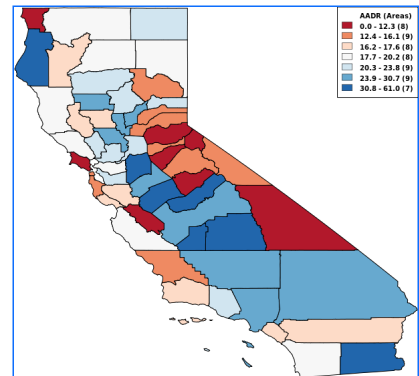 AADR (Areas)
0.0 - 12.3 (8)
12.4 - 16.1 (9)
16.2 - 17.6 (8)
17.7 - 20.2 (8)
20.3 - 23.8 (9)
23.9 - 30.7 (9)
30.8 - 61.0 (7)